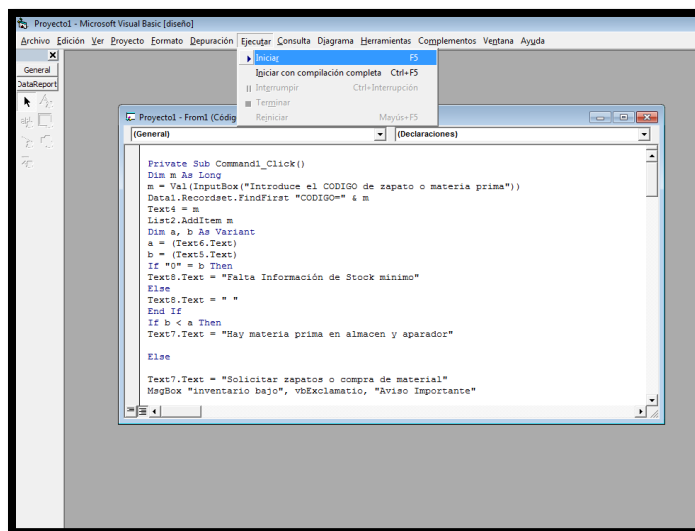 Proyecto1 - Microsoft Visual Basic [diseño]
Archivo Edición Ver Proyecto Formato Depuración Ejecutar Consulta Diagrama Herramientas Complementos Ventana Ayuda
General
DataReport
Iniciar F5
Iniciar con compilación completa Ctrl+F5
Interrumpir Ctrl+Interrupción
Terminar
Reiniciar Mayús+F5
Proyecto1 - From1 (Códig
(General) (Declaraciones)
Private Sub Command1_Click()
Dim m As Long
m = Val(InputBox("Introduce el CODIGO de zapato o materia prima"))
Data1.Recordset.FindFirst "CODIGO=" & m
Text4 = m
List2.AddItem m
Dim a, b As Variant
a = (Text6.Text)
b = (Text5.Text)
If "0" = b Then
Text8.Text = "Falta Información de Stock minimo"
Else
Text8.Text = " "
End If
If b < a Then
Text7.Text = "Hay materia prima en almacen y aparador"
Else
Text7.Text = "Solicitar zapatos o compra de material"
MsgBox "inventario bajo", vbExclamatio, "Aviso Importante"